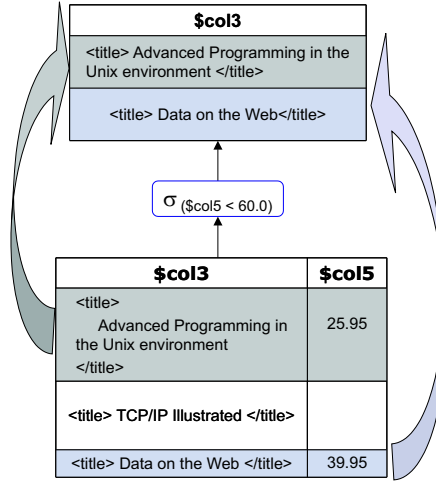 $col3
<title> Advanced Programming in the
Unix environment </title>
<title> Data on the Web</title>
σ ($col5 < 60.0)
$col3 $col5
<title>
Advanced Programming in
the Unix environment
</title>
25.95
<title> TCP/IP Illustrated </title>
<title> Data on the Web </title> 39.95